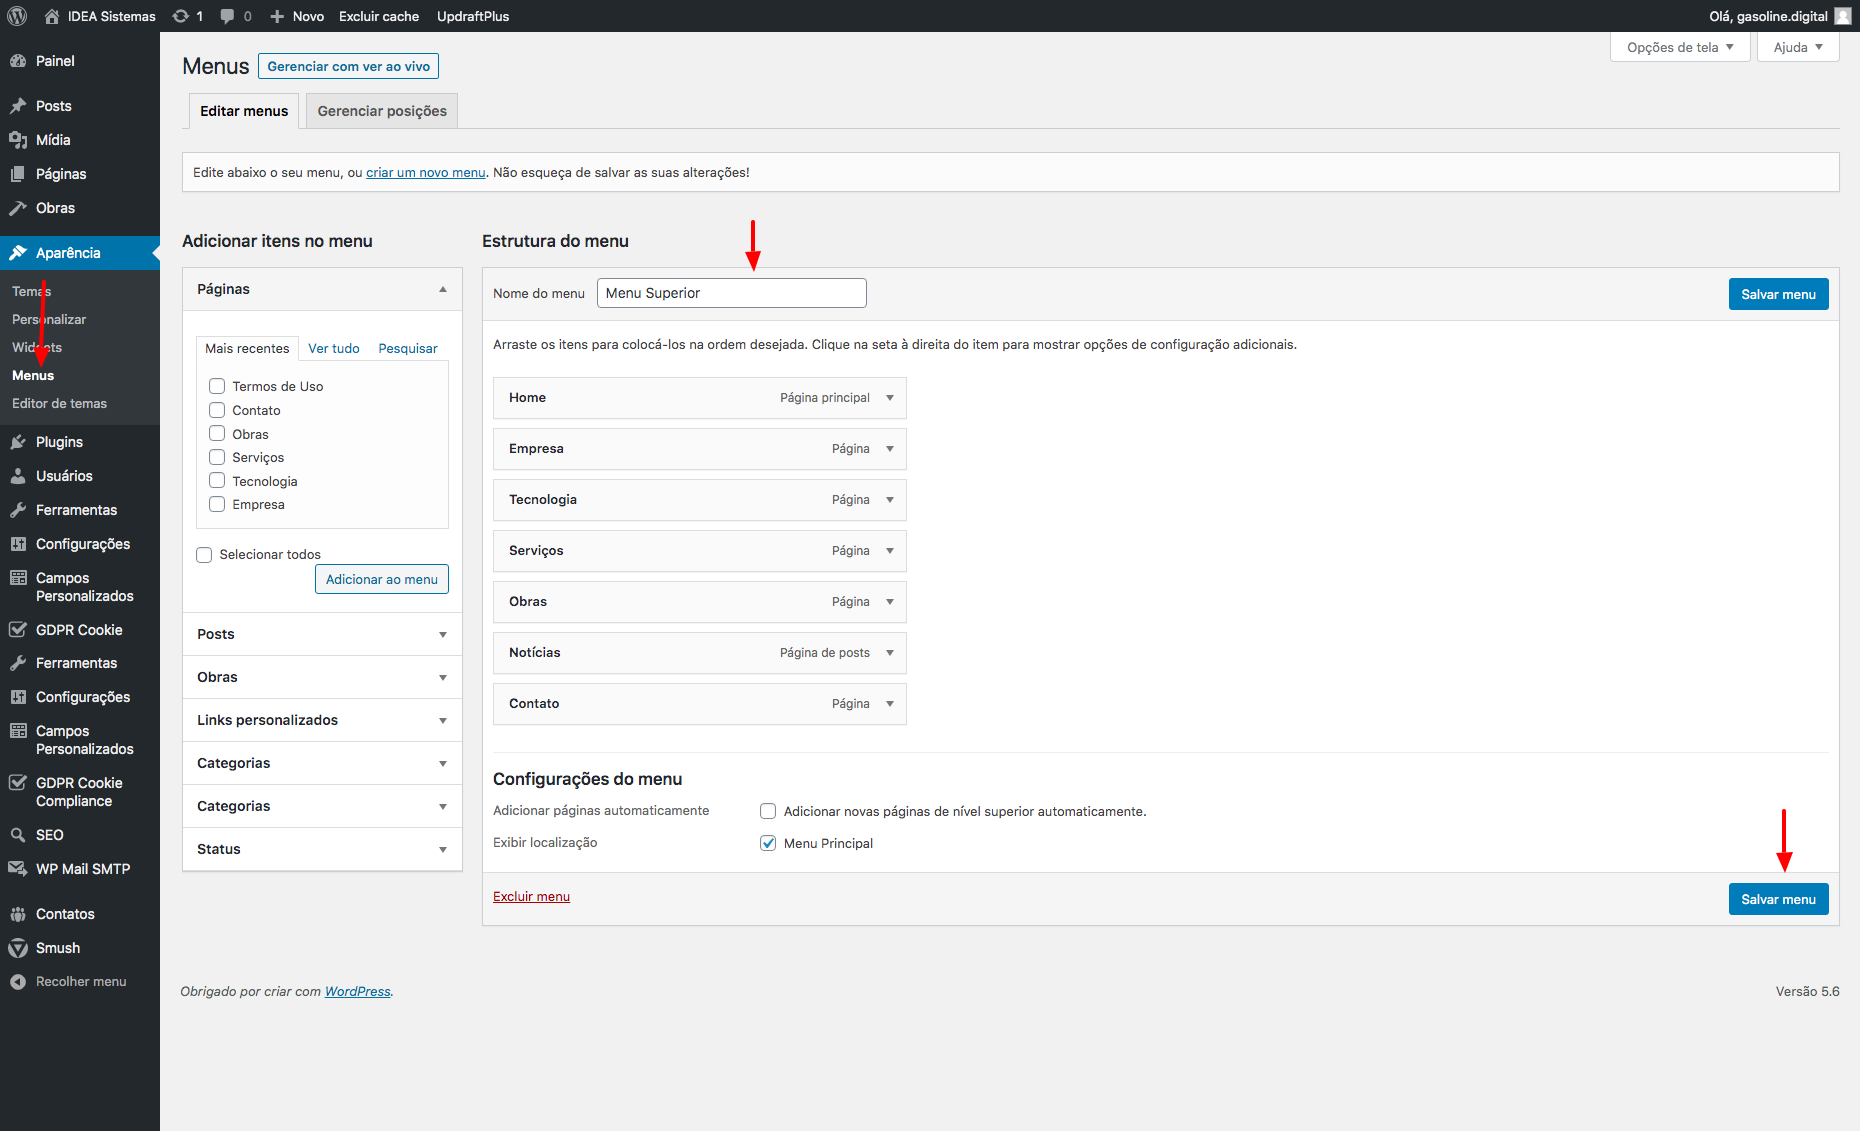 IDEA Sistemas 1 0 Novo Excluir cache UpdraftPlus Olá, gasoline.digital
Painel
Posts
Mídia
Páginas
Obras
Aparência
Temas
Personalizar
Widgets
Menus
Editor de temas
Plugins
Usuários
Ferramentas
Configurações
Campos
Personalizados
GDPR Cookie
Ferramentas
Configurações
Campos
Personalizados
GDPR Cookie
Compliance
SEO
WP Mail SMTP
Contatos
Smush
Recolher menu
Opções de tela Ajuda
Menus Gerenciar com ver ao vivo
Editar menus Gerenciar posições
Edite abaixo o seu menu, ou criar um novo menu. Não esqueça de salvar as suas alterações!
Adicionar itens no menu
Páginas
Mais recentes Ver tudo Pesquisar
Termos de Uso
Contato
Obras
Serviços
Tecnologia
Empresa
Selecionar todos
Adicionar ao menu
Posts
Obras
Links personalizados
Categorias
Categorias
Status
Estrutura do menu
Nome do menu Menu Superior Salvar menu
Arraste os itens para colocá-los na ordem desejada. Clique na seta à direita do item para mostrar opções de configuração adicionais.
Home Página principal
Empresa Página
Tecnologia Página
Serviços Página
Obras Página
Notícias Página de posts
Contato Página
Configurações do menu
Adicionar páginas automaticamente Adicionar novas páginas de nível superior automaticamente.
Exibir localização Menu Principal
Excluir menu Salvar menu
Obrigado por criar com WordPress. Versão 5.6